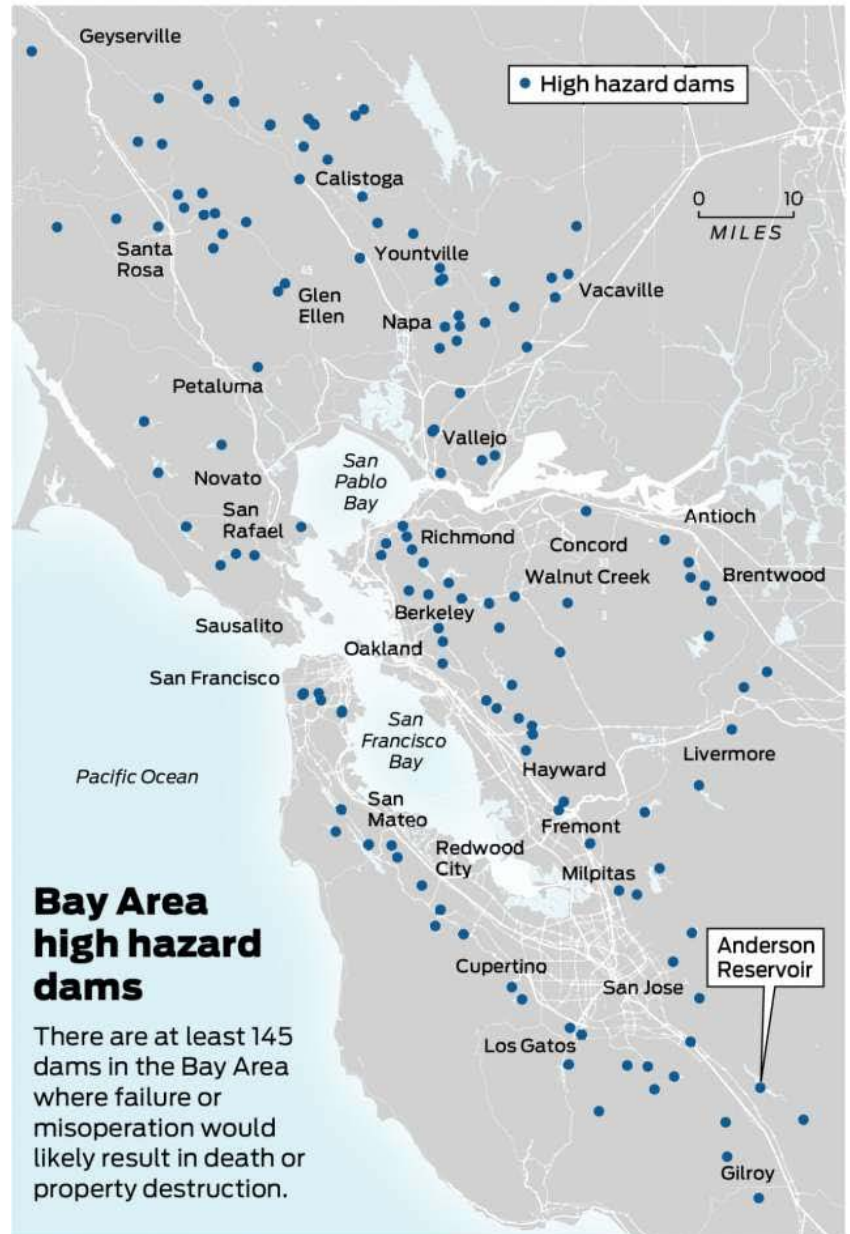 Geyserville
High hazard dams
Calistoga
0 10
MILES
Santa
Rosa
Yountville
Glen
Ellen
Vacaville
Napa
Petaluma
Vallejo
San
Pablo
Bay
Novato
San
Rafael
Richmond
Antioch
Concord
Walnut Creek
Brentwood
Berkeley
Sausalito
Oakland
San Francisco
San
Francisco
Bay
Livermore
Hayward
Pacific Ocean
San
Mateo
Fremont
Redwood
City
Milpitas
Bay Area
high hazard
dams
Anderson
Reservoir
Cupertino
San Jose
There are at least 145
dams in the Bay Area
where failure or
misoperation would
likely result in death or
property destruction.
Los Gatos
Gilroy